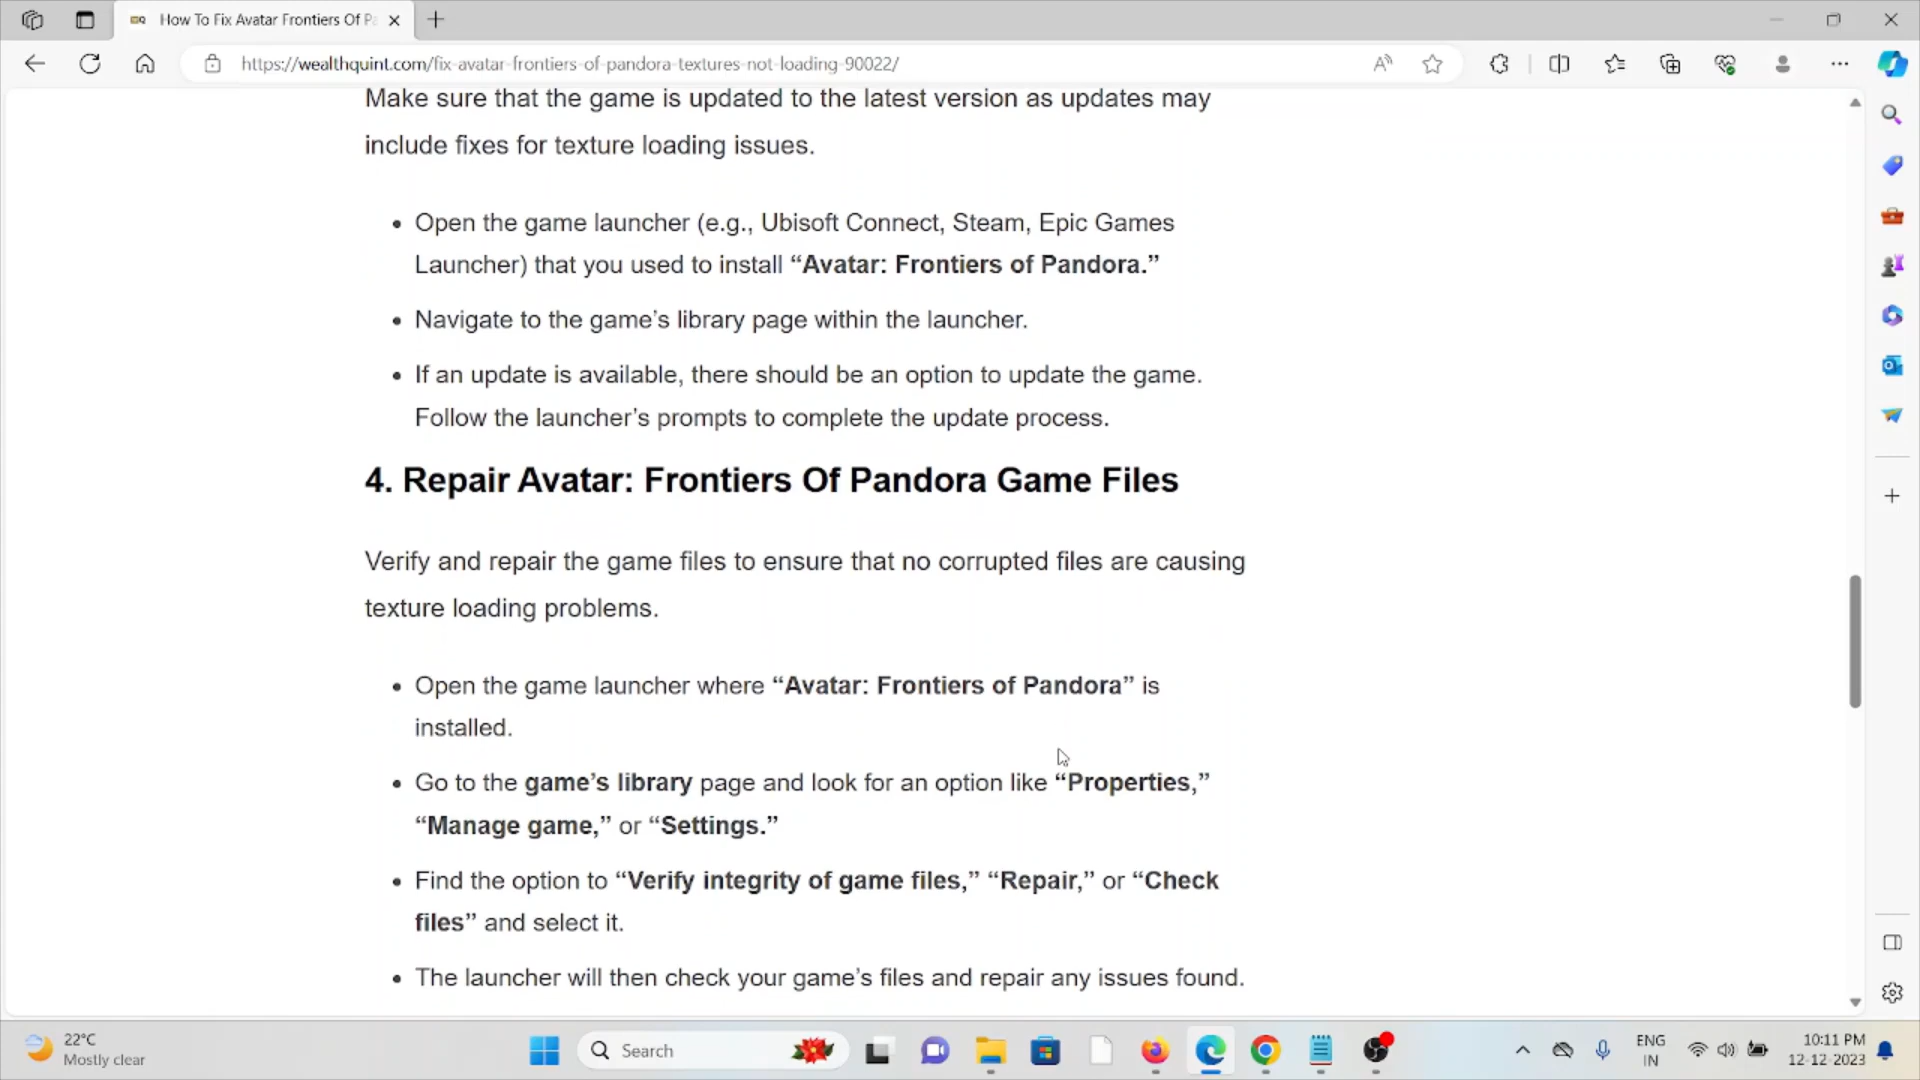 How To Fix Avatar Frontiers Of Pa
https://wealthquint.com/fix-avatar-frontiers-of-pandora-textures-not-loading-90022/
Make sure that the game is updated to the latest version as updates may
include fixes for texture loading issues.
• Open the game launcher (e.g., Ubisoft Connect, Steam, Epic Games
Launcher) that you used to install “Avatar: Frontiers of Pandora.”
• Navigate to the game’s library page within the launcher.
• If an update is available, there should be an option to update the game.
Follow the launcher’s prompts to complete the update process.
4. Repair Avatar: Frontiers Of Pandora Game Files
Verify and repair the game files to ensure that no corrupted files are causing
texture loading problems.
• Open the game launcher where “Avatar: Frontiers of Pandora” is
installed.
• Go to the game’s library page and look for an option like “Properties,”
“Manage game,” or “Settings.”
• Find the option to “Verify integrity of game files,” “Repair,” or “Check
files” and select it.
• The launcher will then check your game’s files and repair any issues found.
22°C
Mostly clear
Search
ENG
IN
10:11 PM
12-12-2023